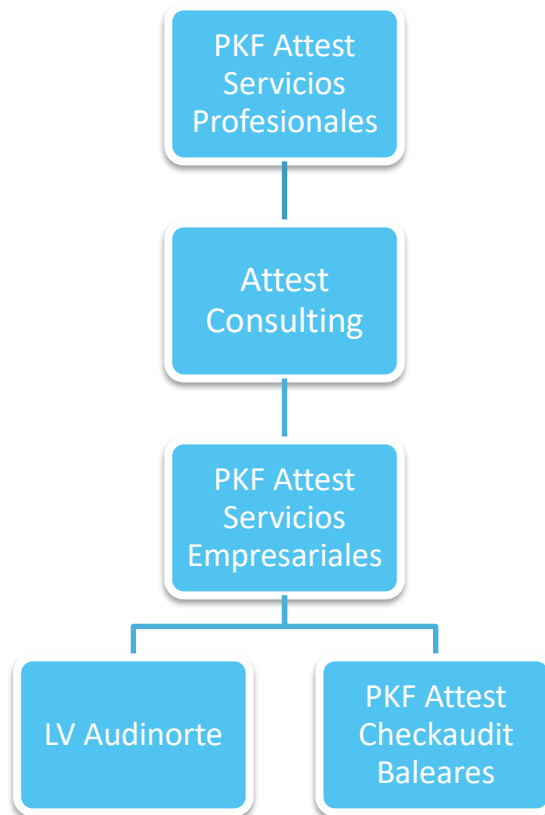 PKF Attest
Servicios
Profesionales
Attest
Consulting
PKF Attest
Servicios
Empresariales
LV Audinorte
PKF Attest
Checkaudit
Baleares